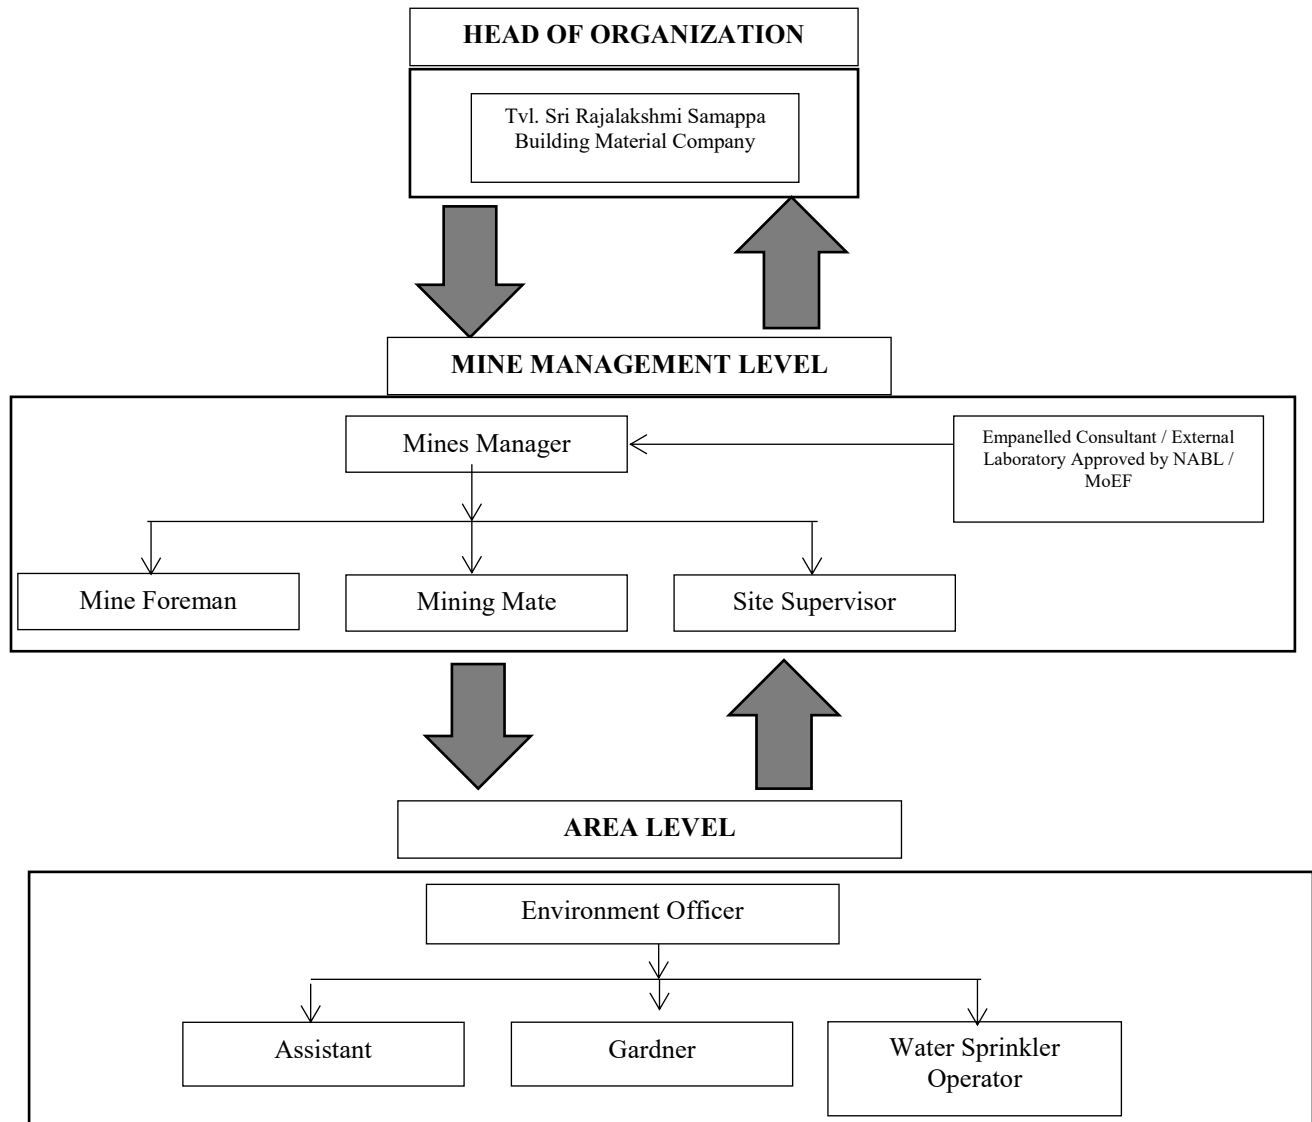 HEAD OF ORGANIZATION
Tvl. Sri Rajalakshmi Samappa
Building Material Company
MINE MANAGEMENT LEVEL
Mines Manager
Empanelled Consultant / External
Laboratory Approved by NABL /
MoEF
Mine Foreman
Mining Mate
Site Supervisor
AREA LEVEL
Environment Officer
Assistant
Gardner
Water Sprinkler
Operator